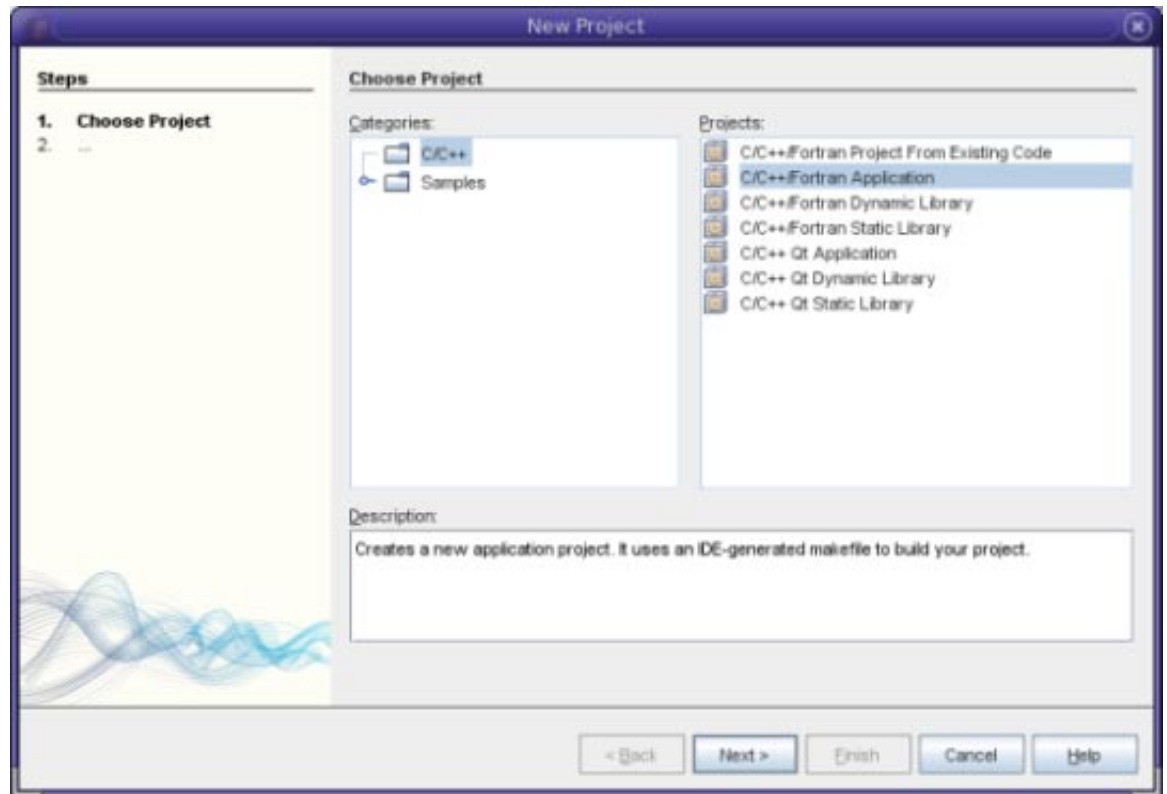 New Project
Steps
1. Choose Project
2. ...
Choose Project
Categories:
C/C++
Samples
Projects:
C/C++/Fortran Project From Existing Code
C/C++/Fortran Application
C/C++/Fortran Dynamic Library
C/C++/Fortran Static Library
C/C++ Qt Application
C/C++ Qt Dynamic Library
C/C++ Qt Static Library
Description:
Creates a new application project. It uses an IDE-generated makefile to build your project.
< Back
Next >
Finish
Cancel
Help